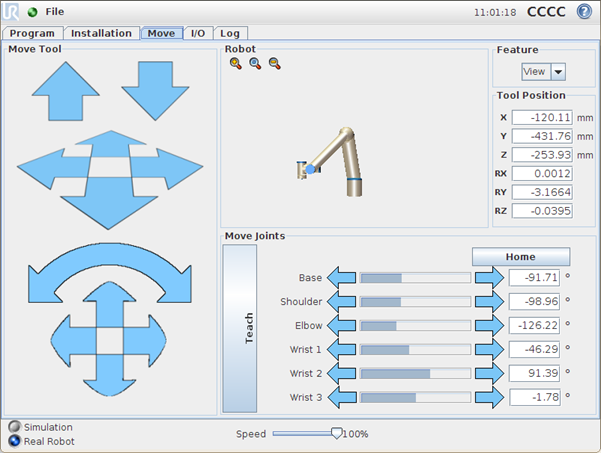 UR File 11:01:18 CCCC ?
Program Installation Move I/O Log
Move Tool
Robot
Feature
View
Tool Position
X -120.11 mm
Y -431.76 mm
Z -253.93 mm
RX 0.0012
RY -3.1664
RZ -0.0395
Move Joints
Teach
Home
Base -91.71 °
Shoulder -98.96 °
Elbow -126.22 °
Wrist 1 -46.29 °
Wrist 2 91.39 °
Wrist 3 -1.78 °
Simulation
Real Robot
Speed 100%